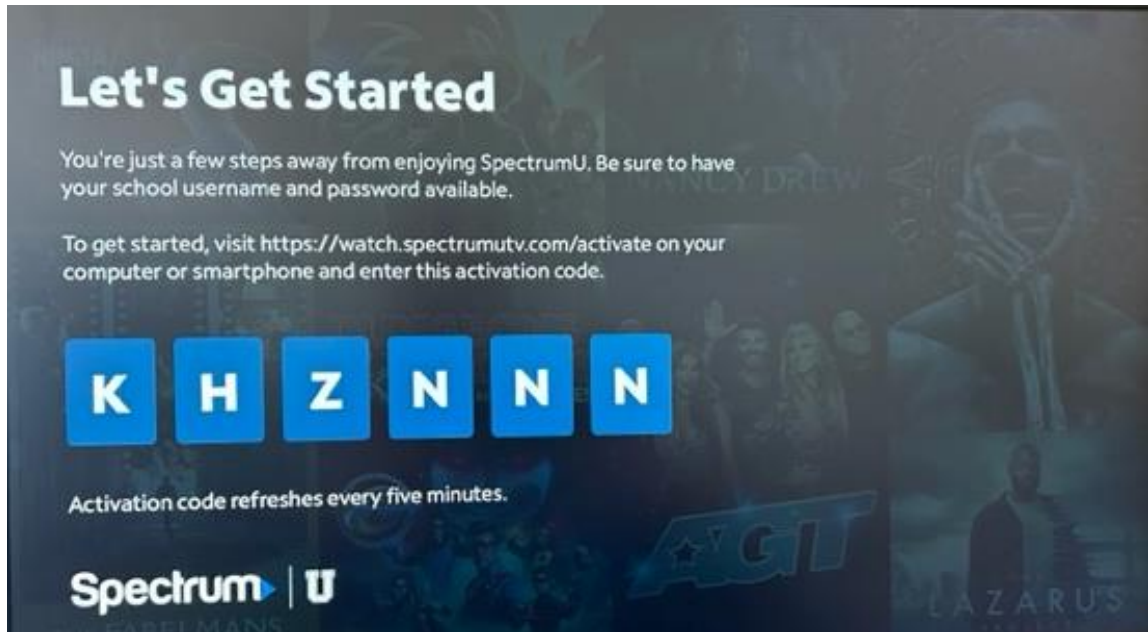 Let's Get Started
You're just a few steps away from enjoying SpectrumU. Be sure to have
your school username and password available.
NANCY DREW
To get started, visit https://watch.spectrumutv.com/activate on your
computer or smartphone and enter this activation code.
K H Z N N N
Activation code refreshes every five minutes.
AGT
Spectrum U
LAZARUS
FABELMANS